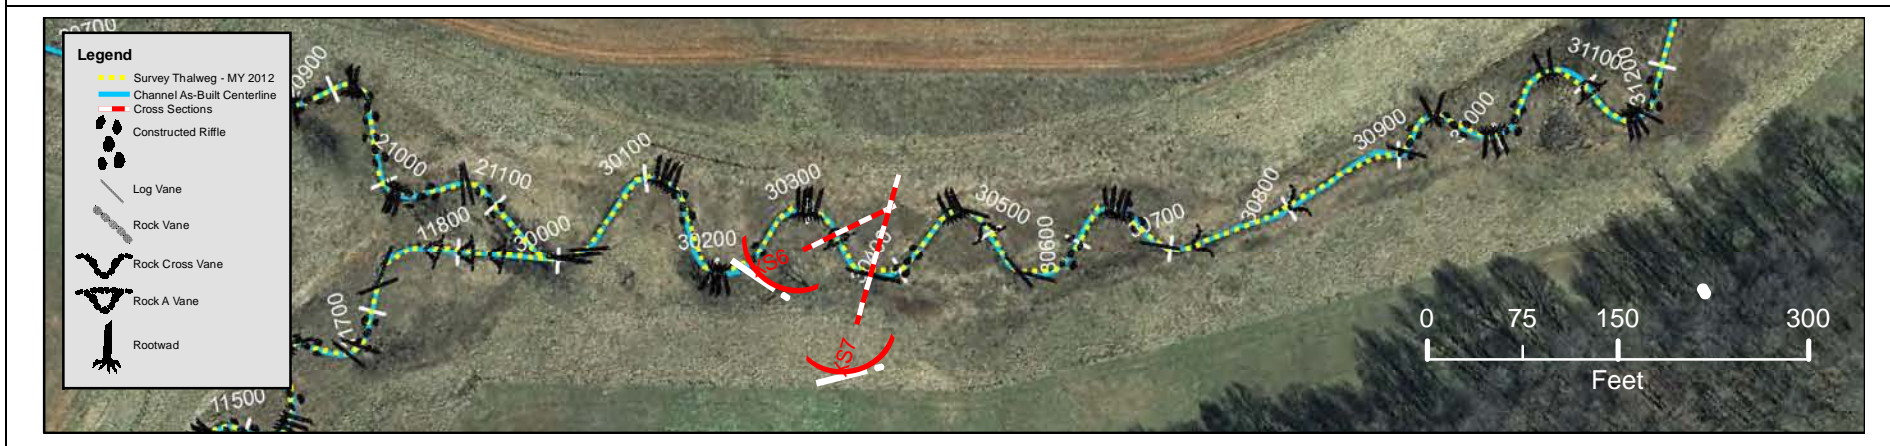 Legend
Survey Thalweg - MY 2012
Channel As-Built Centerline
Cross Sections
Constructed Riffle
Log Vane
Rock Vane
Rock Cross Vane
Rock A Vane
Rootwad
21000
21100
11800
30000
30100
30200
30300
30500
30600
30800
30900
31100
31200
11500
XS6
XS7
0 75 150 300
Feet